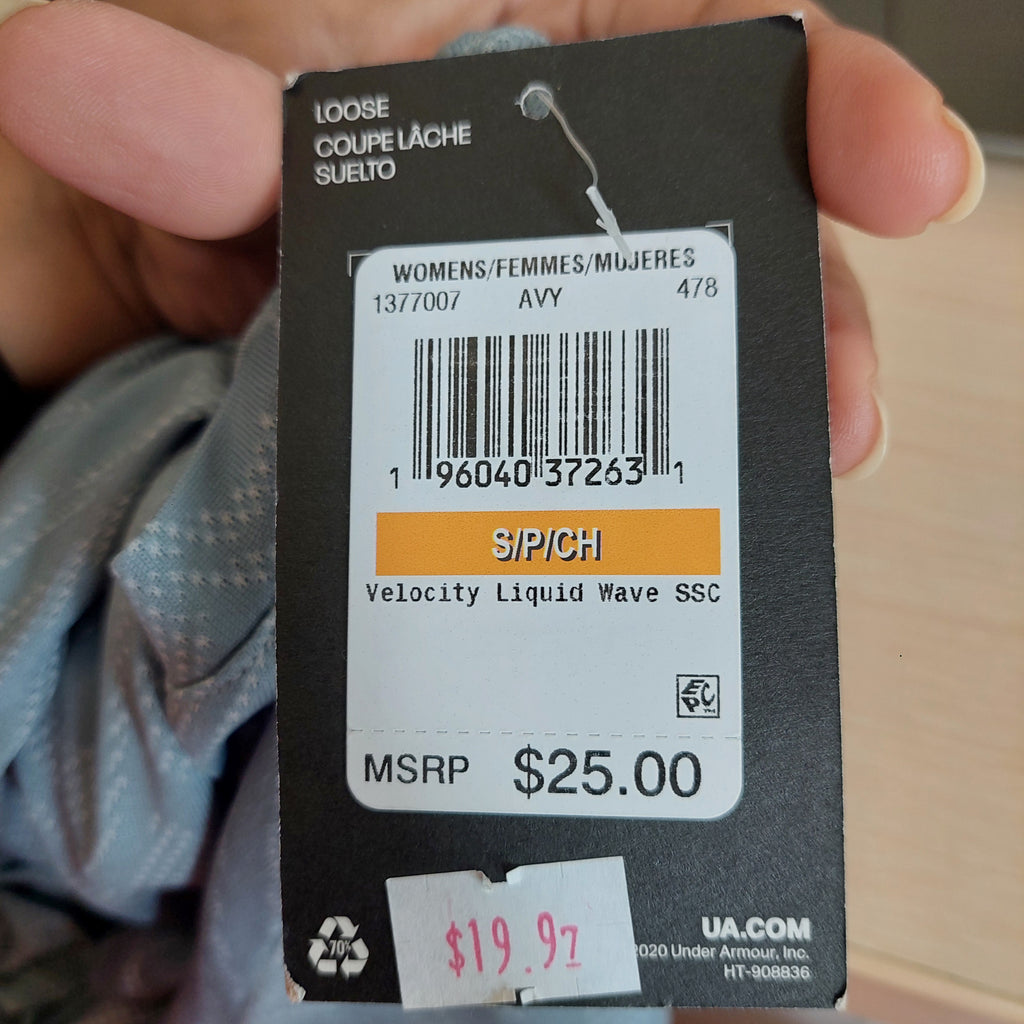 LOOSE
COUPE LÂCHE
SUELTO
WOMENS/FEMMES/MUJERES
1377007 AVY 478
1 96040 37263 1
S/P/CH
Velocity Liquid Wave SSC
EPC™
MSRP $25.00
$19.97
70%
UA.COM
2020 Under Armour, Inc.
HT-908836